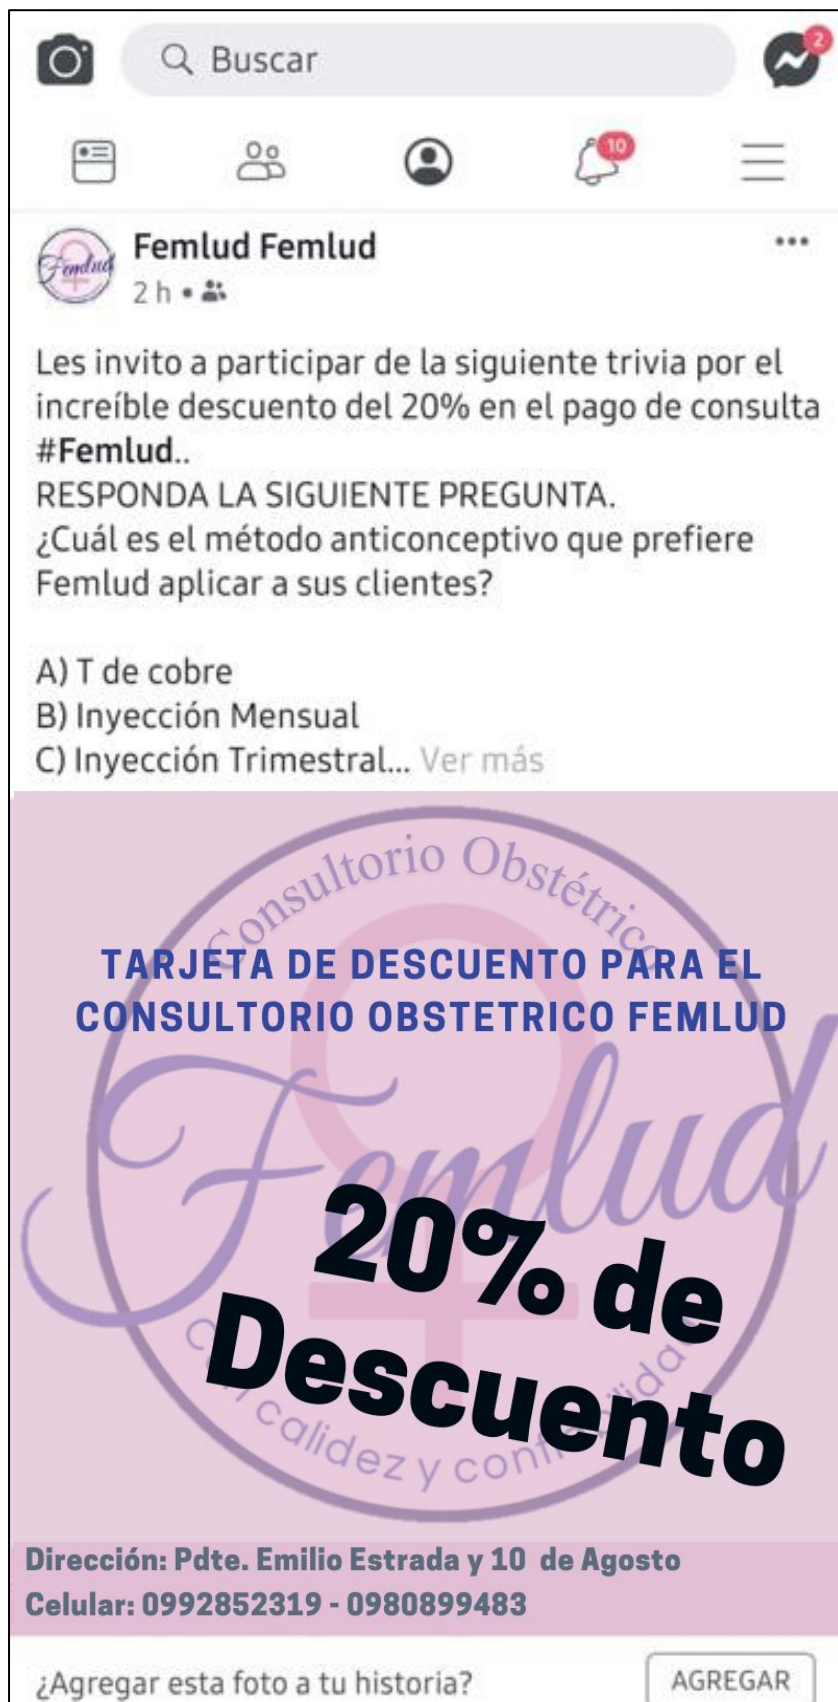 Buscar
2
10
Femlud
Femlud Femlud
2 h
Les invito a participar de la siguiente trivia por el
increíble descuento del 20% en el pago de consulta
#Femlud..
RESPONDA LA SIGUIENTE PREGUNTA.
¿Cuál es el método anticonceptivo que prefiere
Femlud aplicar a sus clientes?
A) T de cobre
B) Inyección Mensual
C) Inyección Trimestral... Ver más
Consultorio Obstétrico
TARJETA DE DESCUENTO PARA EL
CONSULTORIO OBSTETRICO FEMLUD
Femlud
20% de
Descuento
calidez y
Dirección: Pdte. Emilio Estrada y 10 de Agosto
Celular: 0992852319 - 0980899483
¿Agregar esta foto a tu historia?
AGREGAR